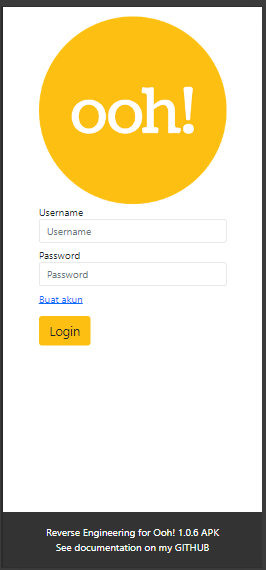 ooh!
Username
Username
Password
Password
Buat akun
Login
Reverse Engineering for Ooh! 1.0.6 APK
See documentation on my GITHUB